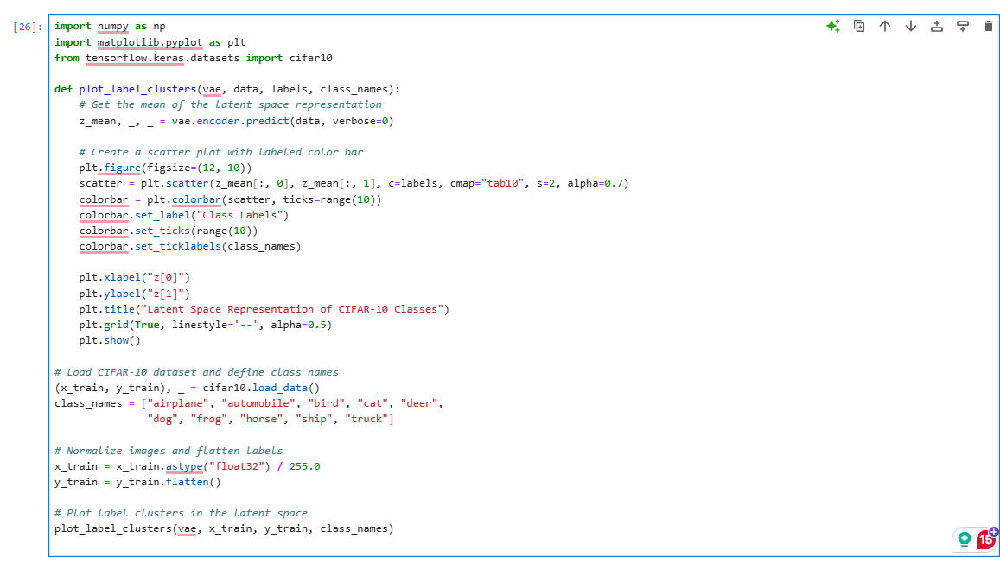 [26]: import numpy as np
import matplotlib.pyplot as plt
from tensorflow.keras.datasets import cifar10

def plot_label_clusters(vae, data, labels, class_names):
    # Get the mean of the latent space representation
    z_mean, _, _ = vae.encoder.predict(data, verbose=0)

    # Create a scatter plot with labeled color bar
    plt.figure(figsize=(12, 10))
    scatter = plt.scatter(z_mean[:, 0], z_mean[:, 1], c=labels, cmap="tab10", s=2, alpha=0.7)
    colorbar = plt.colorbar(scatter, ticks=range(10))
    colorbar.set_label("Class Labels")
    colorbar.set_ticks(range(10))
    colorbar.set_ticklabels(class_names)

    plt.xlabel("z[0]")
    plt.ylabel("z[1]")
    plt.title("Latent Space Representation of CIFAR-10 Classes")
    plt.grid(True, linestyle='--', alpha=0.5)
    plt.show()

# Load CIFAR-10 dataset and define class names
(x_train, y_train), _ = cifar10.load_data()
class_names = ["airplane", "automobile", "bird", "cat", "deer",
               "dog", "frog", "horse", "ship", "truck"]

# Normalize images and flatten labels
x_train = x_train.astype("float32") / 255.0
y_train = y_train.flatten()

# Plot label clusters in the latent space
plot_label_clusters(vae, x_train, y_train, class_names)
15